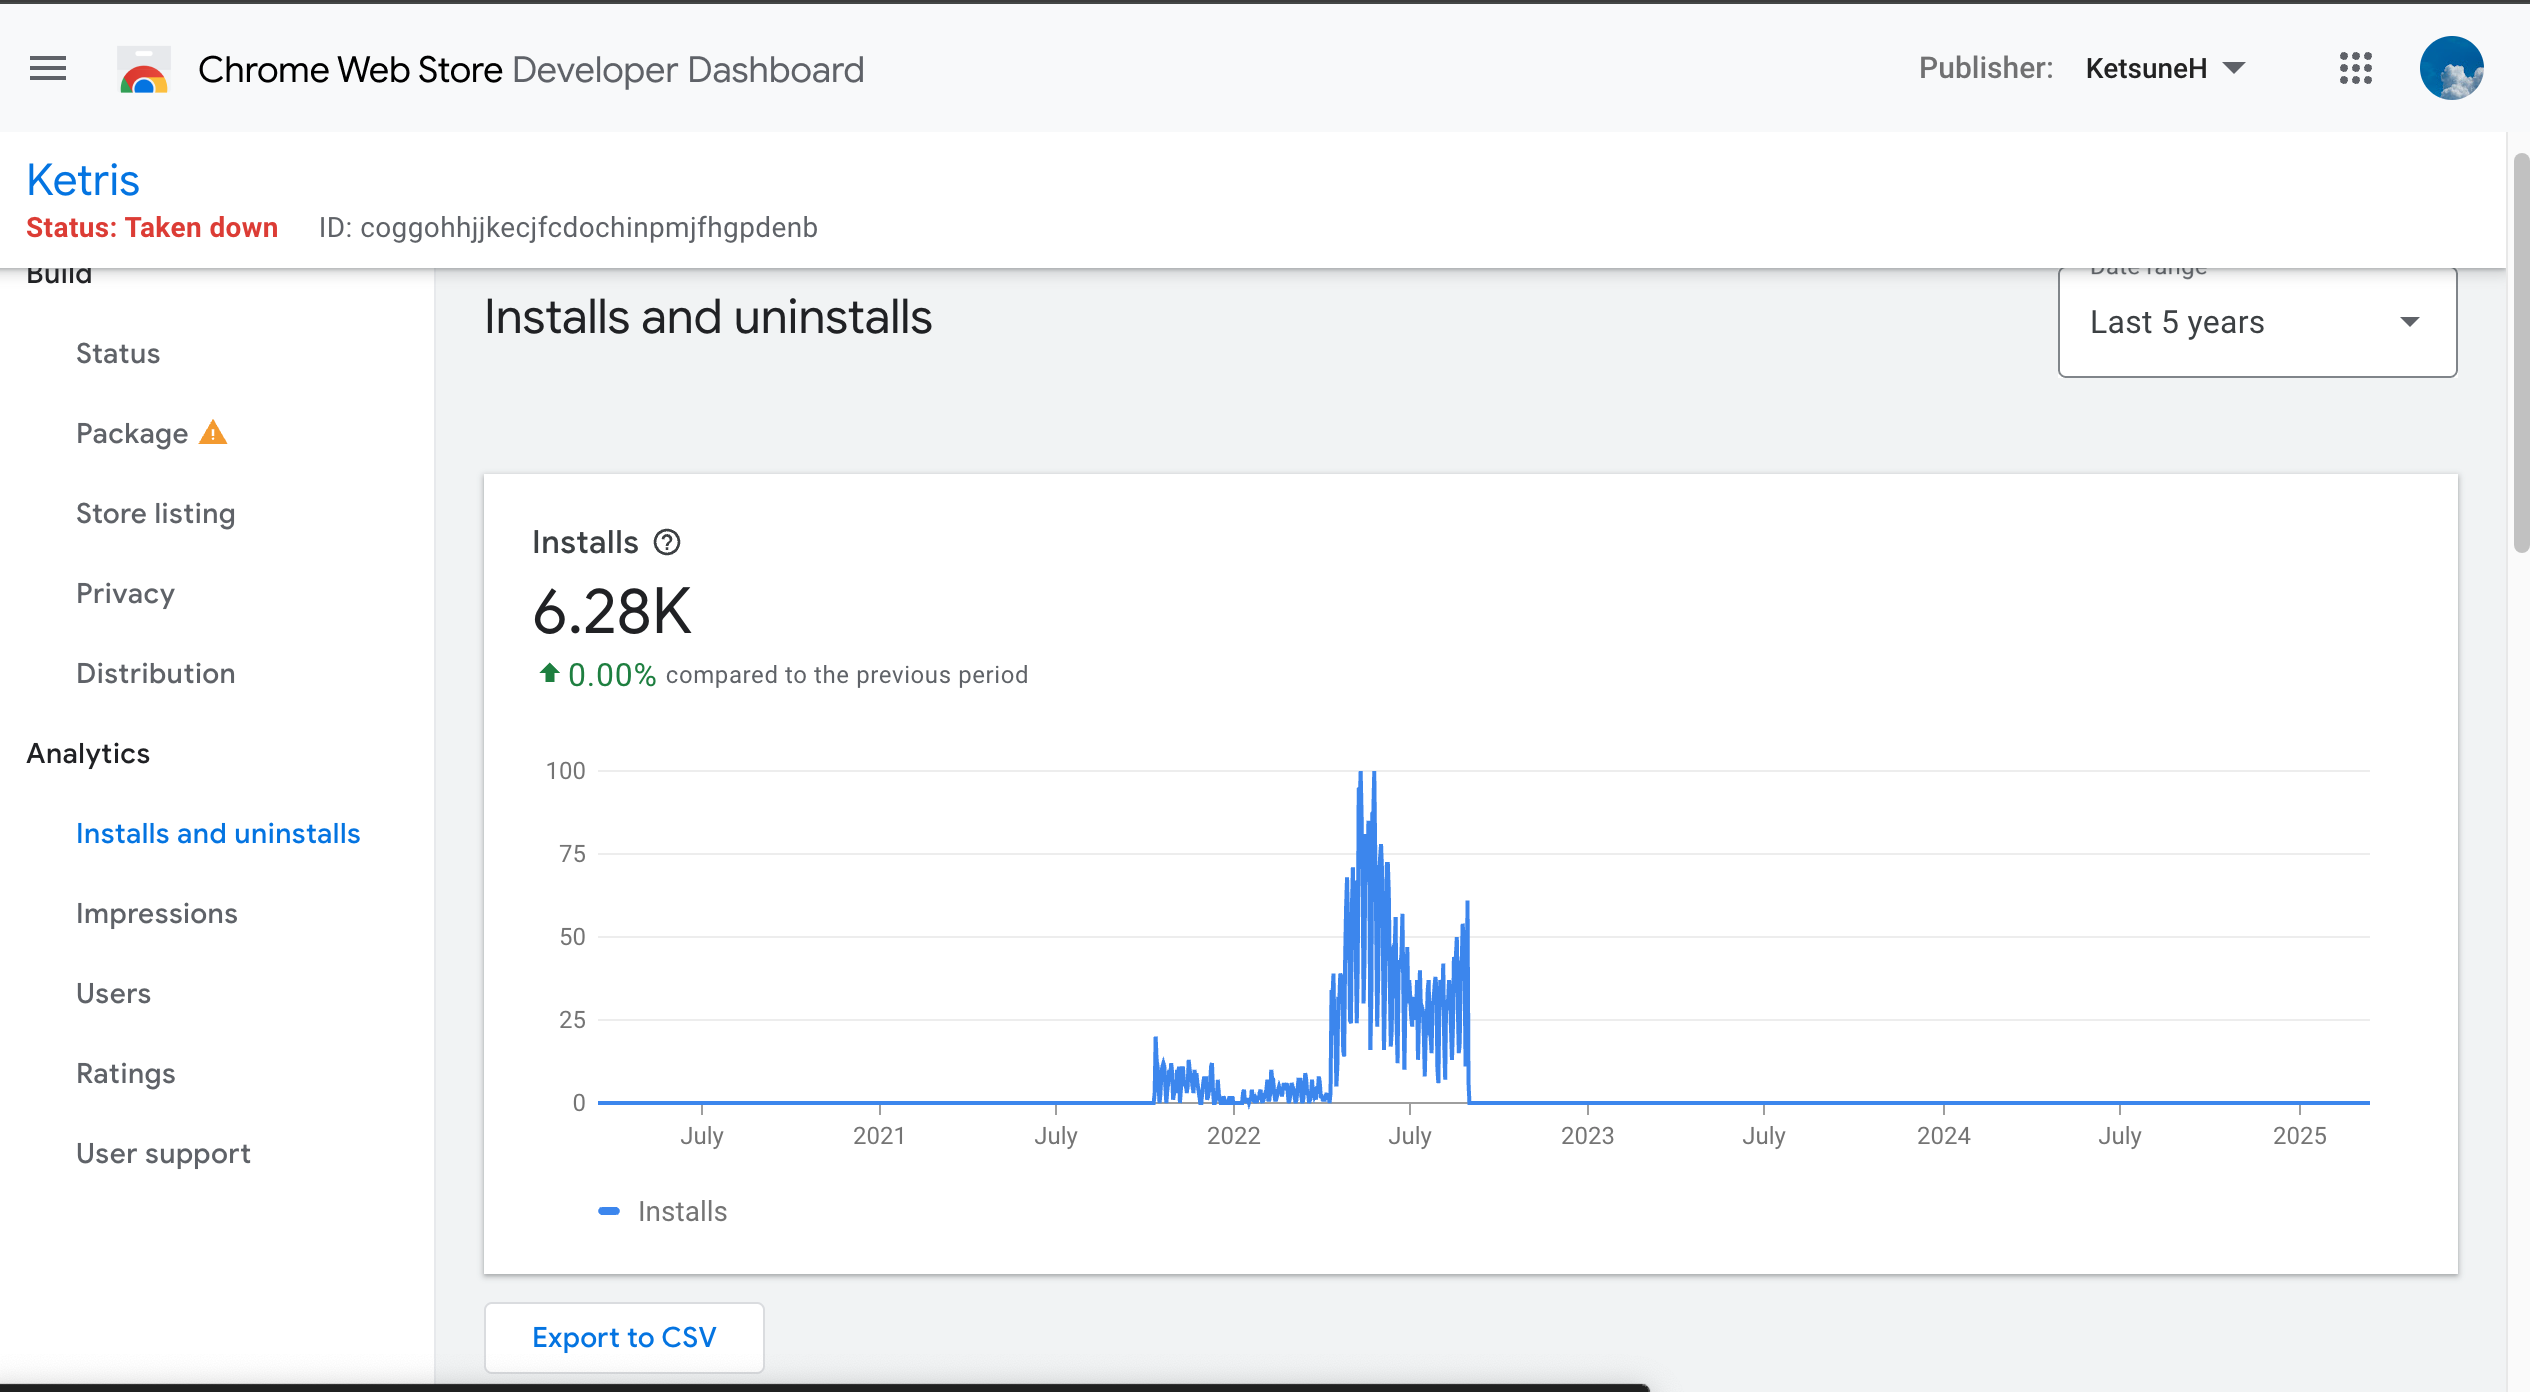 Chrome Web Store Developer Dashboard
Publisher: KetsuneH
Ketris
Status: Taken down ID: coggohhjjkecjfcdochinpmjfhgpdenb
Build
Status
Package
Store listing
Privacy
Distribution
Analytics
Installs and uninstalls
Impressions
Users
Ratings
User support
Installs and uninstalls
Date range
Last 5 years
Installs
6.28K
0.00% compared to the previous period
100
75
50
25
0
July 2021 July 2022 July 2023 July 2024 July 2025
Installs
Export to CSV